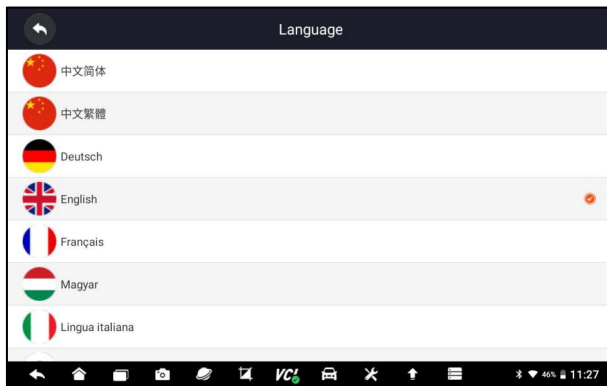 Language
中文简体
中文繁體
Deutsch
English
Français
Magyar
Lingua italiana
VCI 46% 11:27